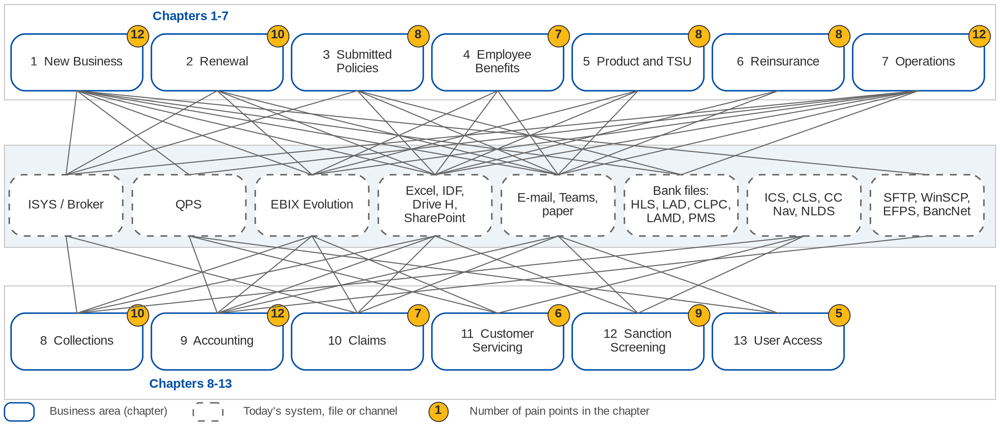 Chapters 1-7
12
10
8
7
8
8
12
1 New Business
2 Renewal
3 Submitted
Policies
4 Employee
Benefits
5 Product and TSU
6 Reinsurance
7 Operations
ISYS / Broker
QPS
EBIX Evolution
Excel, IDF,
Drive H,
SharePoint
E-mail, Teams,
paper
Bank files:
HLS, LAD, CLPC,
LAMD, PMS
ICS, CLS, CC
Nav, NLDS
SFTP, WinSCP,
EFPS, BancNet
10
12
7
6
9
5
8 Collections
9 Accounting
10 Claims
11 Customer
Servicing
12 Sanction
Screening
13 User Access
Chapters 8-13
Business area (chapter)
Today's system, file or channel
1
Number of pain points in the chapter